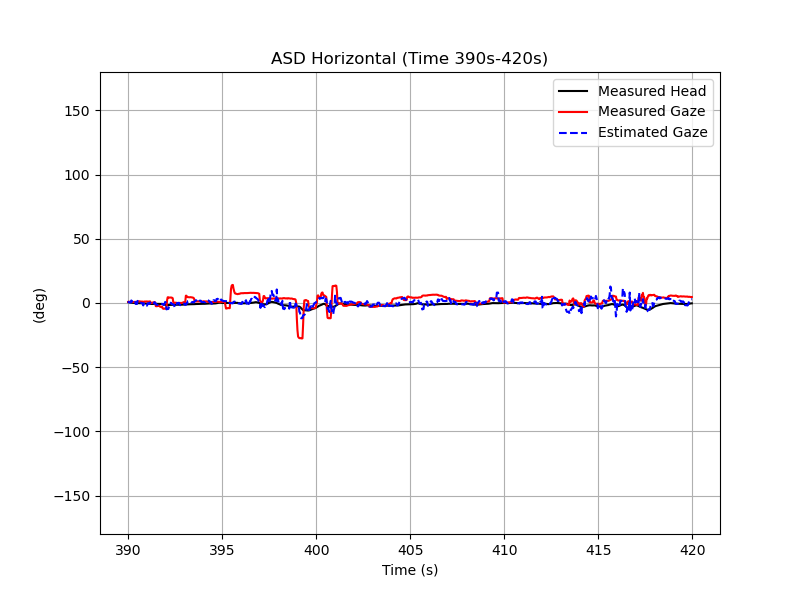 ASD Horizontal (Time 390s-420s)
Measured Head
Measured Gaze
Estimated Gaze
150
100
50
0
−50
−100
−150
(deg)
390 395 400 405 410 415 420
Time (s)